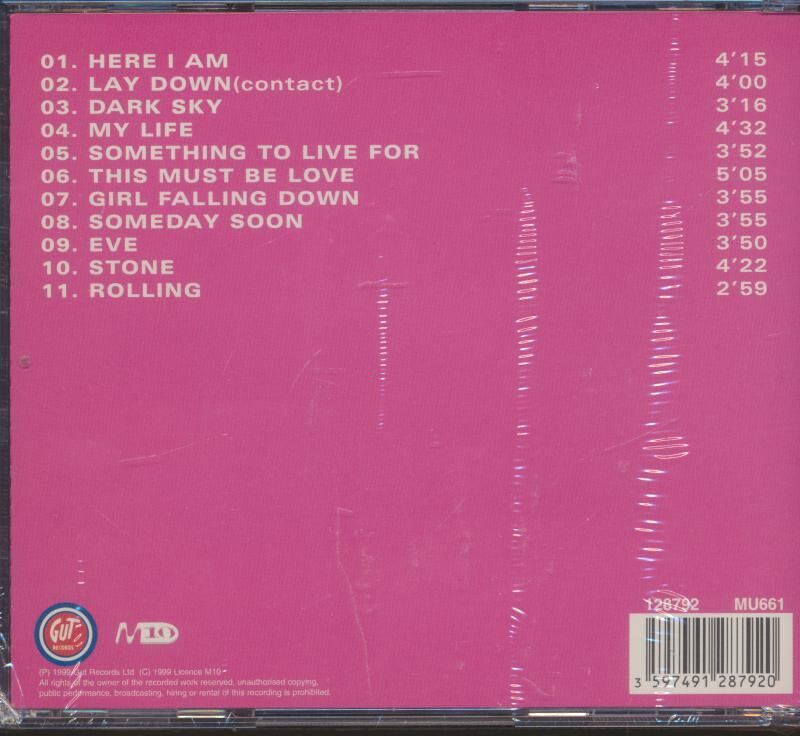 01. HERE I AM 4'15
02. LAY DOWN(contact) 4'00
03. DARK SKY 3'16
04. MY LIFE 4'32
05. SOMETHING TO LIVE FOR 3'52
06. THIS MUST BE LOVE 5'05
07. GIRL FALLING DOWN 3'55
08. SOMEDAY SOON 3'55
09. EVE 3'50
10. STONE 4'22
11. ROLLING 2'59
GUT
RECORDS
M10
128792 MU661
3 597491 287920
(P) 1999 Gut Records Ltd (C) 1999 Licence M10
All rights of the owner of the recorded work reserved, unauthorised copying,
public performance, broadcasting, hiring or rental of this recording is prohibited.